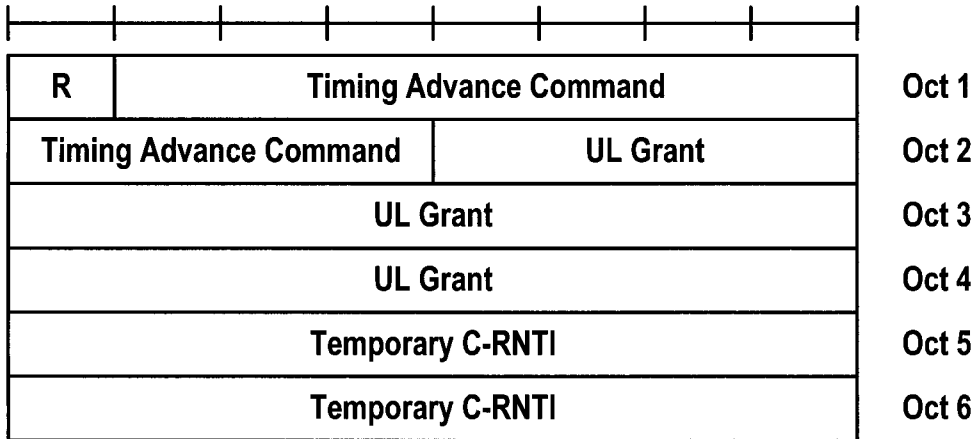 R Timing Advance Command Oct 1
Timing Advance Command UL Grant Oct 2
UL Grant Oct 3
UL Grant Oct 4
Temporary C-RNTI Oct 5
Temporary C-RNTI Oct 6